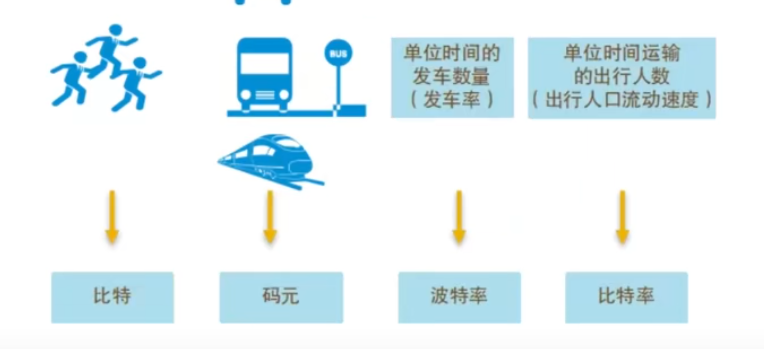 BUS
单位时间的
发车数量
（发车率）
单位时间运输
的出行人数
（出行人口流动速度）
比特
码元
波特率
比特率